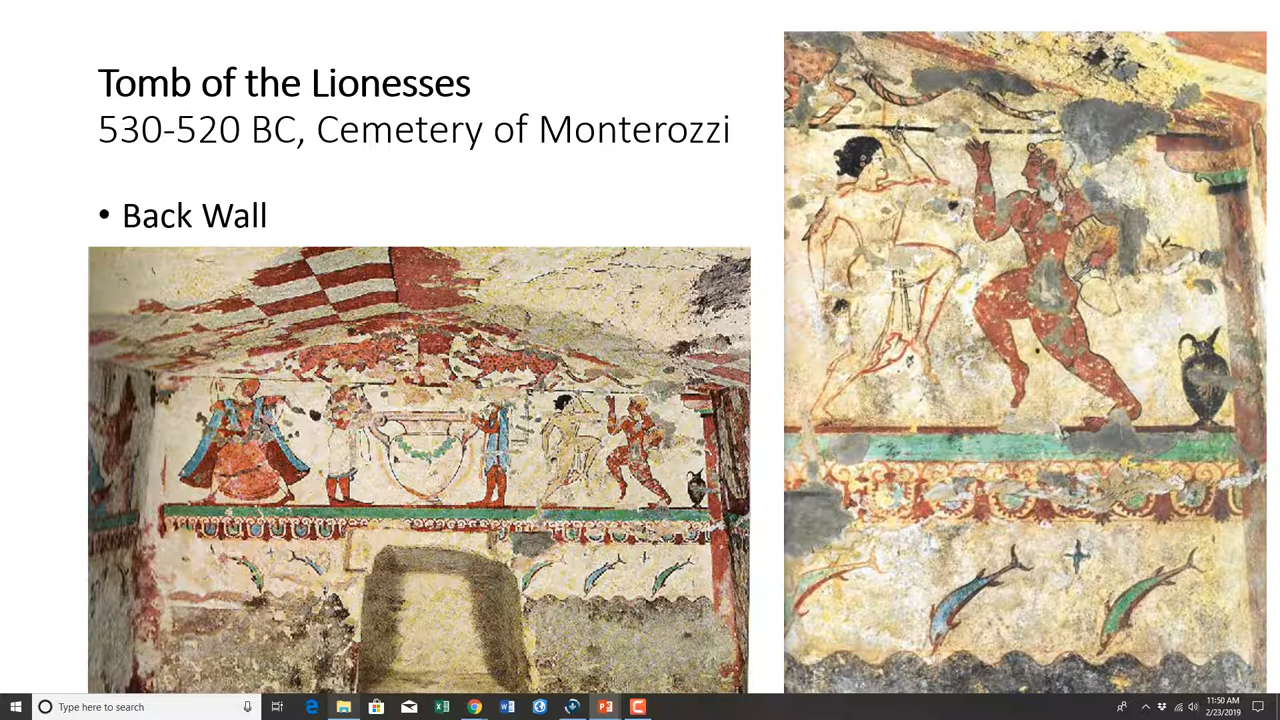 Tomb of the Lionesses
530-520 BC, Cemetery of Monterozzi
• Back Wall
Type here to search
11:50 AM
2/23/2019